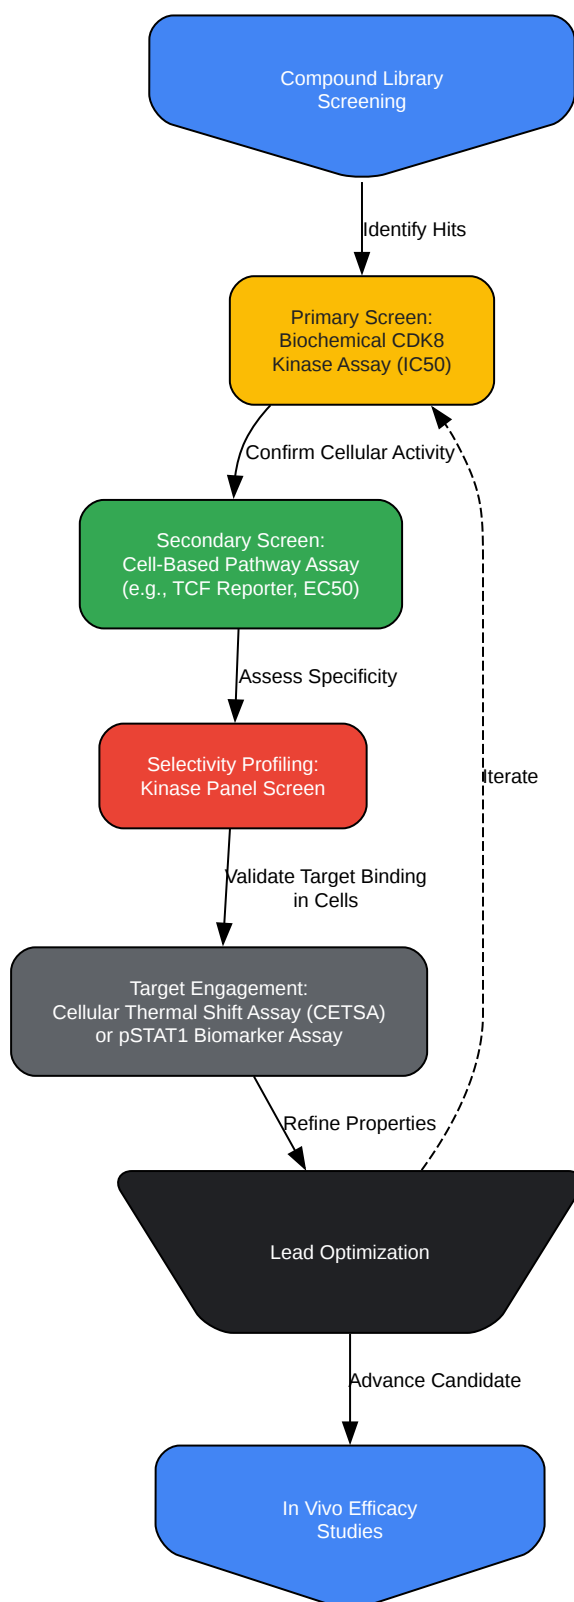 Compound Library
Screening
Identify Hits
Primary Screen:
Biochemical CDK8
Kinase Assay (IC50)
Confirm Cellular Activity
Secondary Screen:
Cell-Based Pathway Assay
(e.g., TCF Reporter, EC50)
Assess Specificity
Selectivity Profiling:
Kinase Panel Screen
Iterate
Validate Target Binding
in Cells
Target Engagement:
Cellular Thermal Shift Assay (CETSA)
or pSTAT1 Biomarker Assay
Refine Properties
Lead Optimization
Advance Candidate
In Vivo Efficacy
Studies